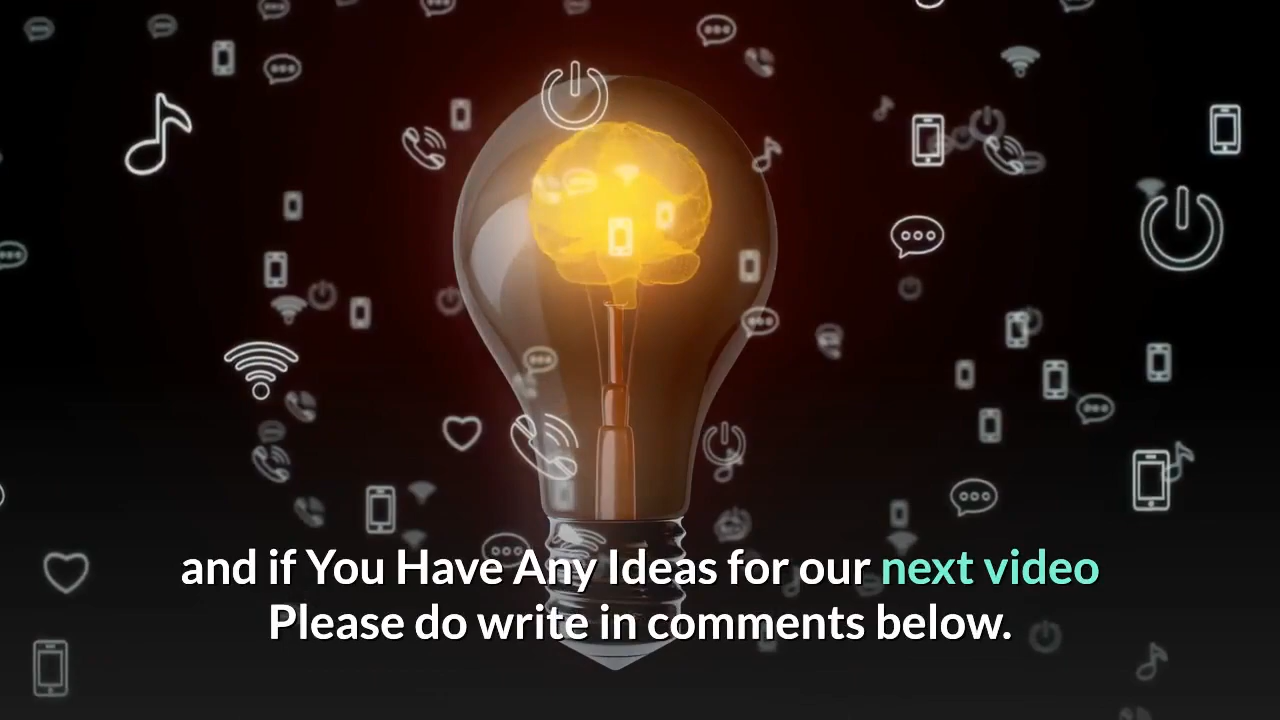 and if You Have Any Ideas for our next video
Please do write in comments below.